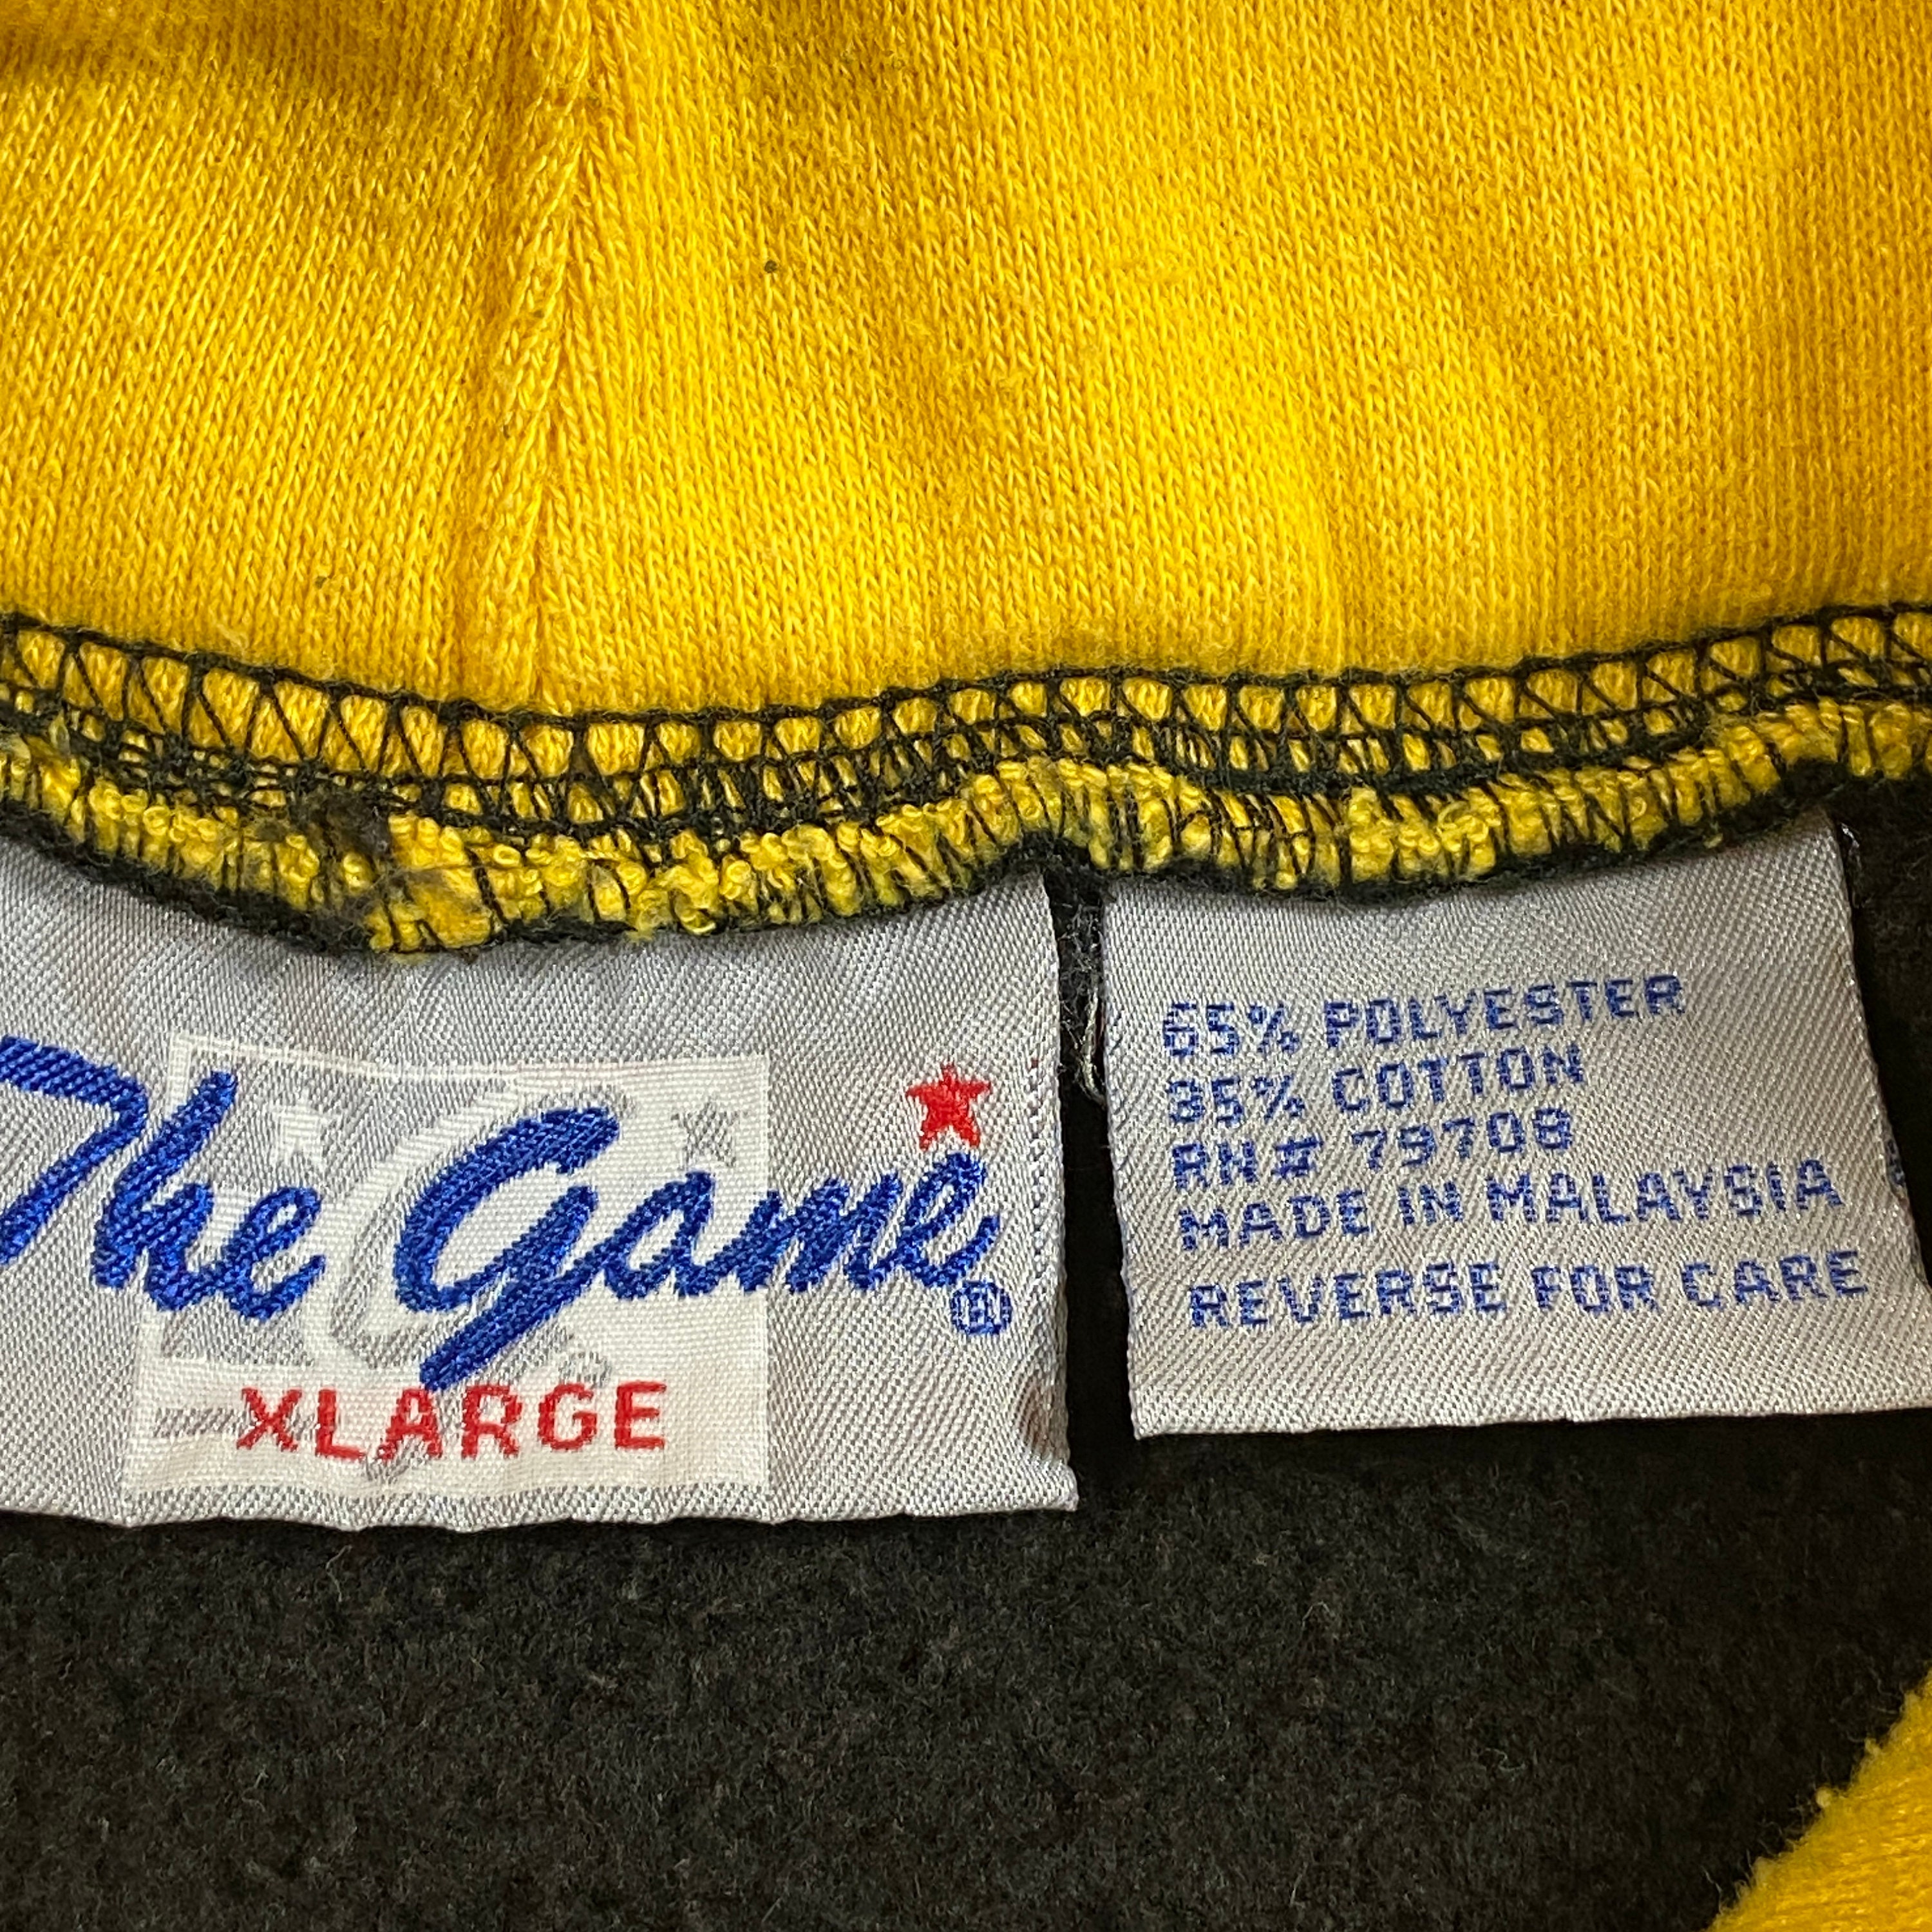 The Game®
XLARGE
65% POLYESTER
35% COTTON
RN# 79708
MADE IN MALAYSIA
REVERSE FOR CARE